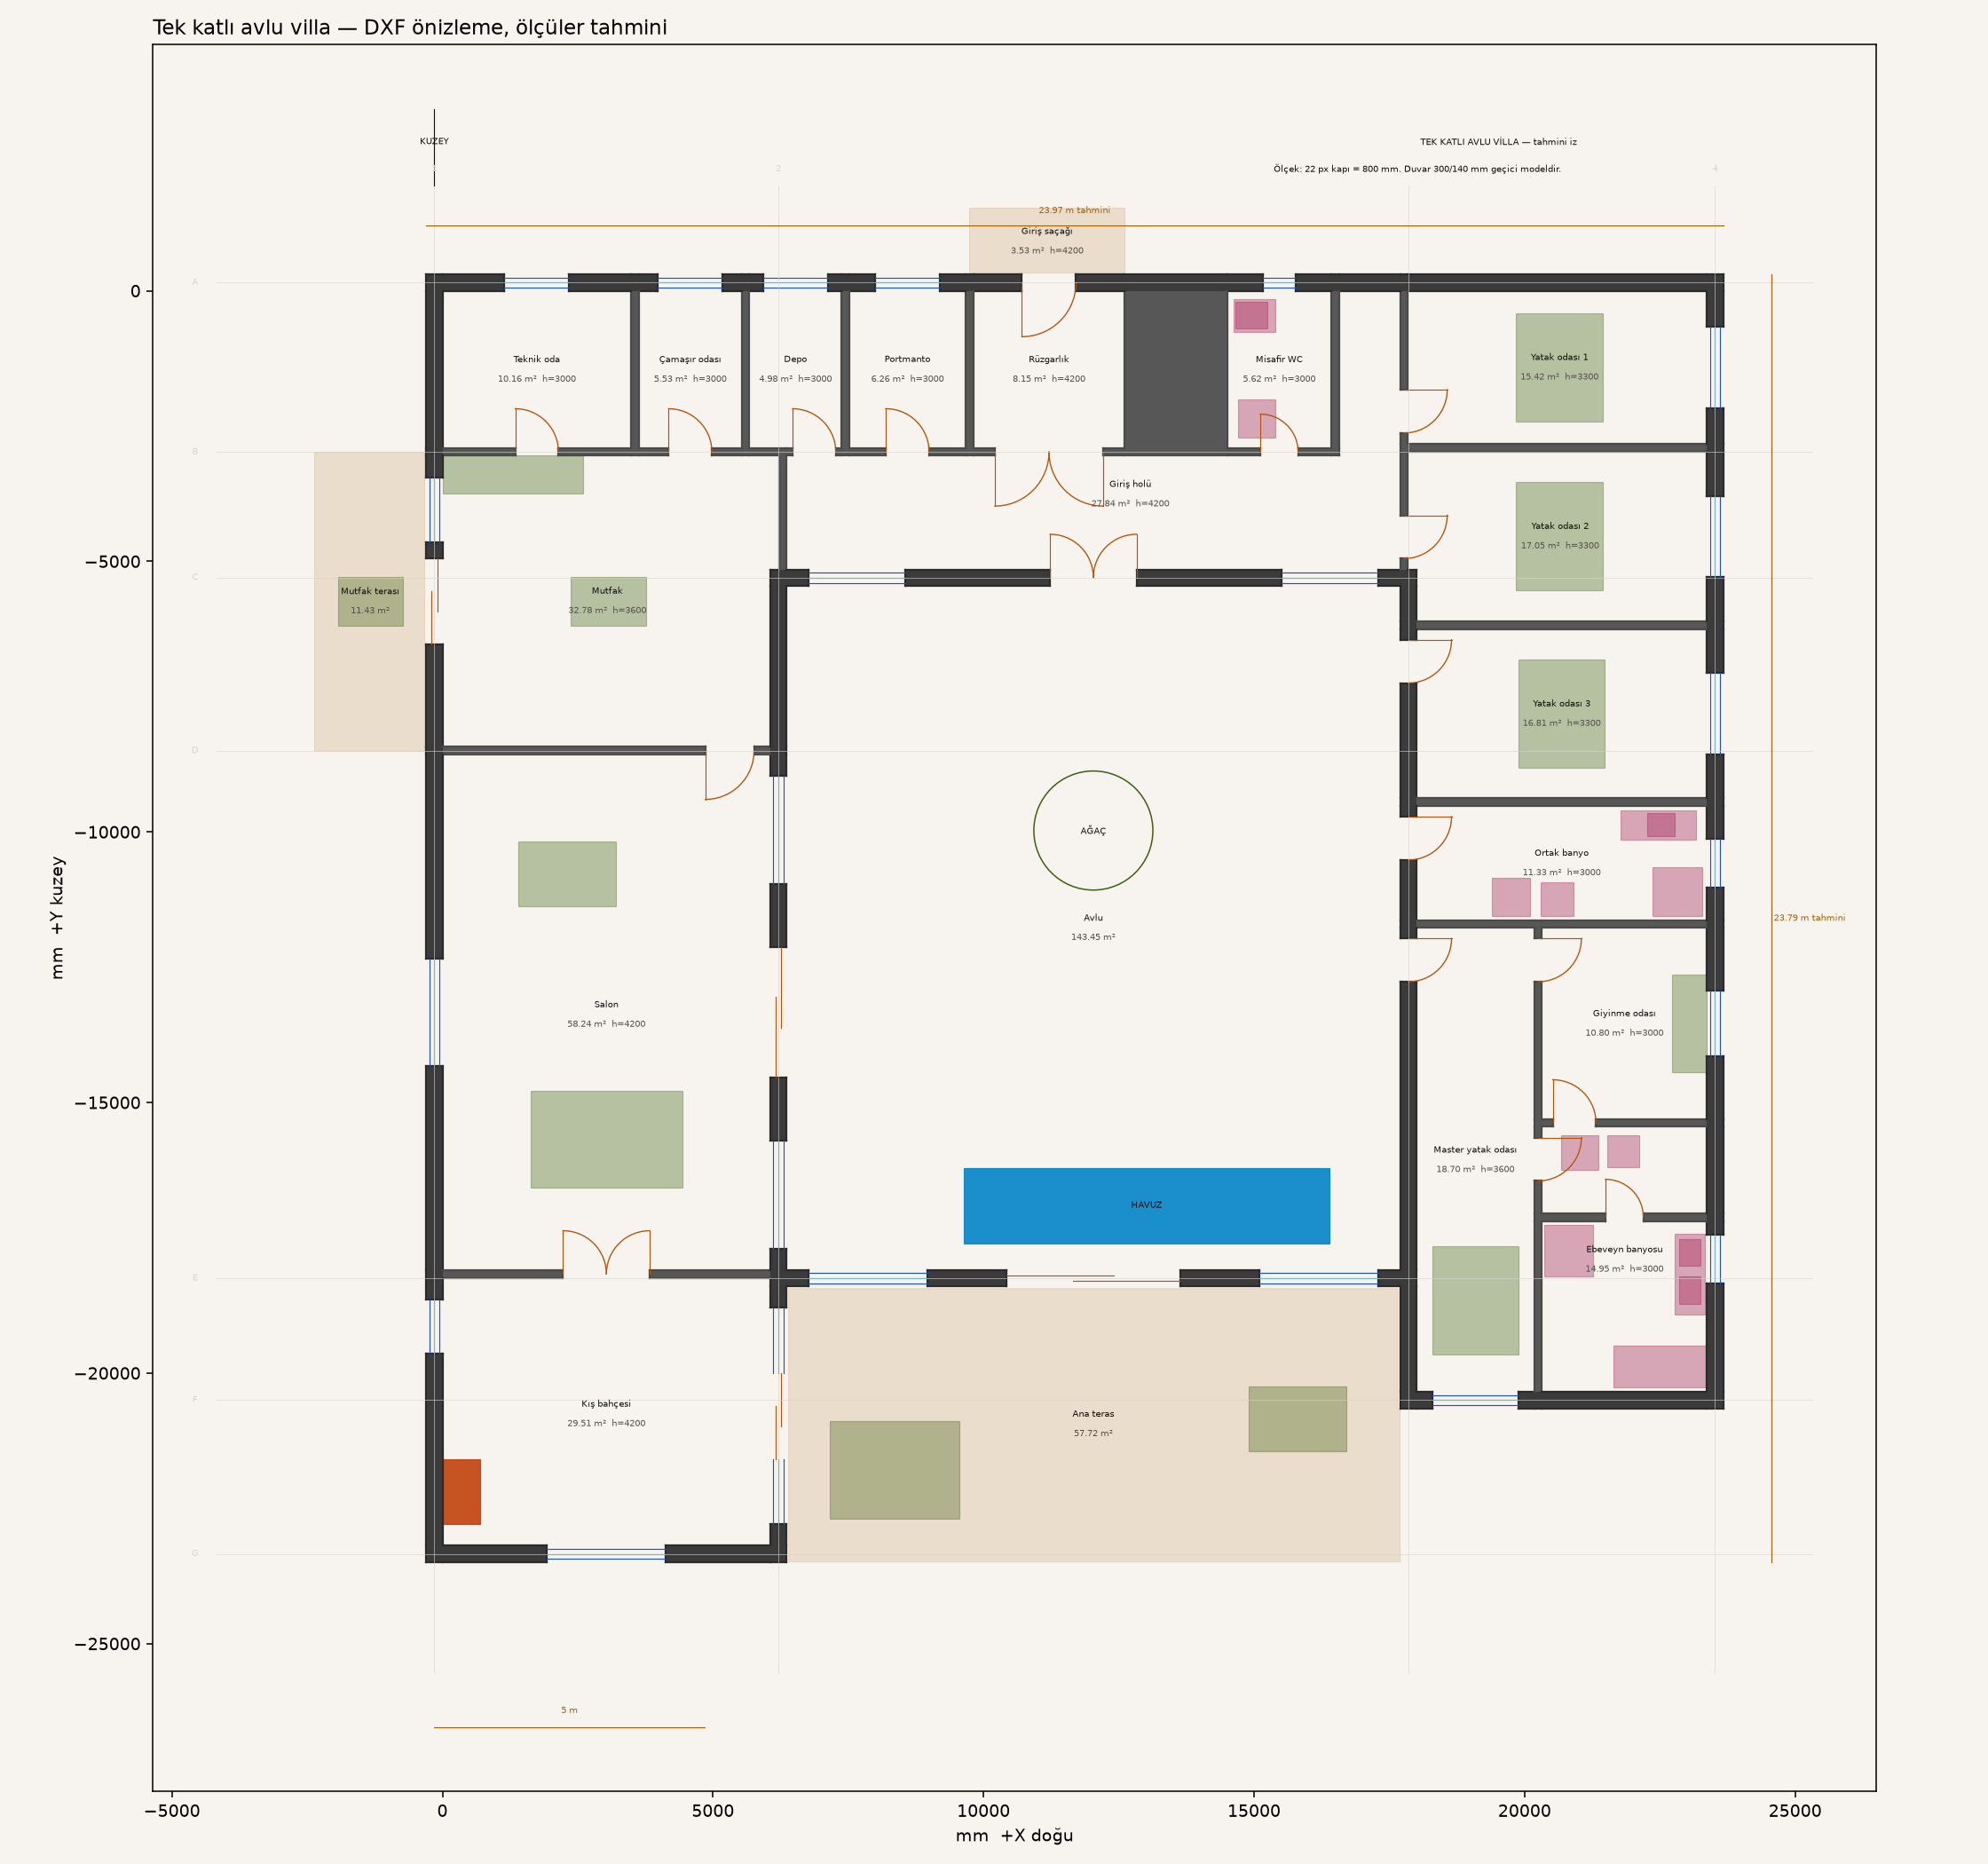 Tek katlı avlu villa — DXF önizleme, ölçüler tahmini
KUZEY
TEK KATLI AVLU VİLLA — tahmini iz
2
4
Ölçek: 22 px kapı = 800 mm. Duvar 300/140 mm geçici modeldir.
23.97 m tahmini
Giriş saçağı
3.53 m² h=4200
A
0
Teknik oda
10.16 m² h=3000
Çamaşır odası
5.53 m² h=3000
Depo
4.98 m² h=3000
Portmanto
6.26 m² h=3000
Rüzgarlık
8.15 m² h=4200
Misafir WC
5.62 m² h=3000
Yatak odası 1
15.42 m² h=3300
B
Giriş holü
27.84 m² h=4200
Yatak odası 2
17.05 m² h=3300
−5000
C
Mutfak terası
11.43 m²
Mutfak
32.78 m² h=3600
Yatak odası 3
16.81 m² h=3300
D
−10000
AĞAÇ
Ortak banyo
11.33 m² h=3000
Avlu
143.45 m²
23.79 m tahmini
mm +Y kuzey
Salon
58.24 m² h=4200
Giyinme odası
10.80 m² h=3000
−15000
Master yatak odası
18.70 m² h=3600
HAVUZ
Ebeveyn banyosu
14.95 m² h=3000
E
−20000
F
Kış bahçesi
29.51 m² h=4200
Ana teras
57.72 m²
G
−25000
5 m
−5000
0
5000
10000
15000
20000
25000
mm +X doğu